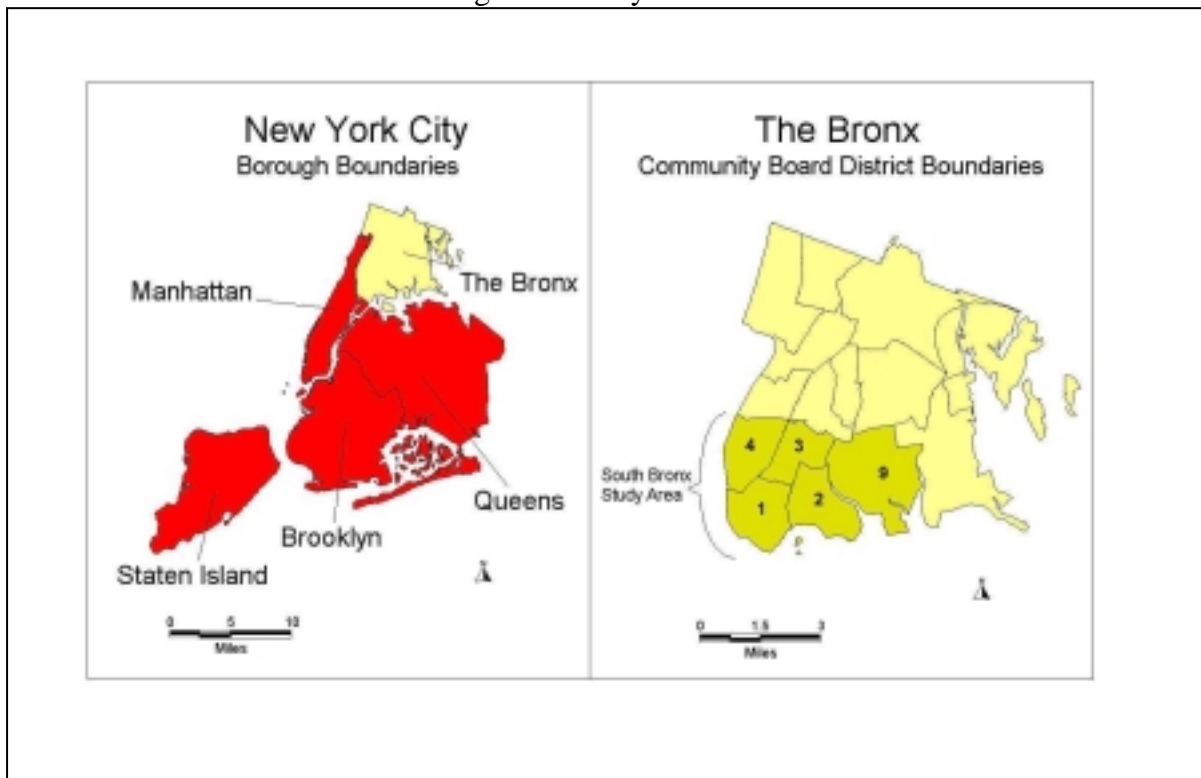 New York City
Borough Boundaries
Manhattan
The Bronx
Queens
Brooklyn
Staten Island
0 5 10
Miles
The Bronx
Community Board District Boundaries
4
3
9
South Bronx
Study Area
1
2
0 1.5 3
Miles